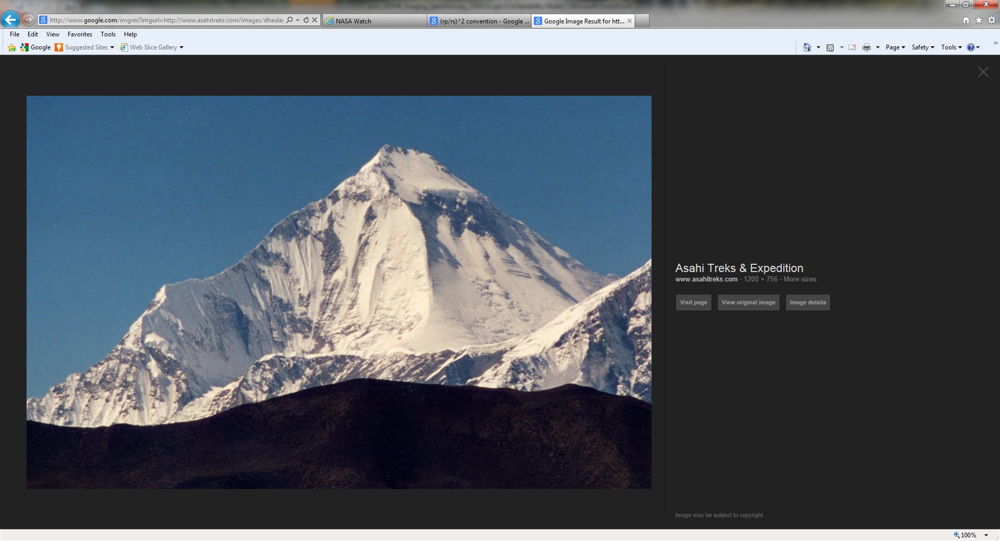 http://www.google.com/imgres?imgurl=http://www.asahitreks.com/images/dhaula
NASA Watch
(rp/rs)^2 convention - Google ...
Google Image Result for htt...
File Edit View Favorites Tools Help
Google Suggested Sites Web Slice Gallery
Page Safety Tools
Asahi Treks & Expedition
www.asahitreks.com - 1200 × 756 - More sizes
Visit page View original image Image details
Image may be subject to copyright.
100%